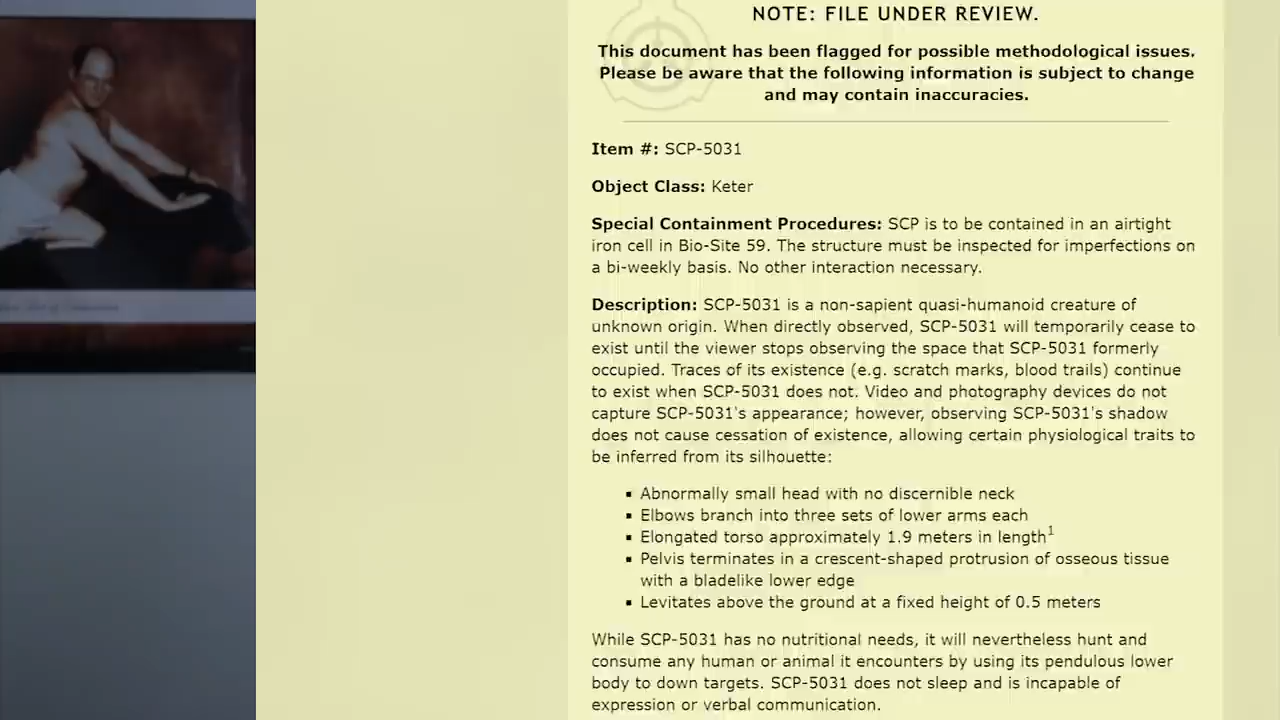 NOTE: FILE UNDER REVIEW.
This document has been flagged for possible methodological issues.
Please be aware that the following information is subject to change
and may contain inaccuracies.
Item #: SCP-5031
Object Class: Keter
Special Containment Procedures: SCP is to be contained in an airtight
iron cell in Bio-Site 59. The structure must be inspected for imperfections on
a bi-weekly basis. No other interaction necessary.
Description: SCP-5031 is a non-sapient quasi-humanoid creature of
unknown origin. When directly observed, SCP-5031 will temporarily cease to
exist until the viewer stops observing the space that SCP-5031 formerly
occupied. Traces of its existence (e.g. scratch marks, blood trails) continue
to exist when SCP-5031 does not. Video and photography devices do not
capture SCP-5031's appearance; however, observing SCP-5031's shadow
does not cause cessation of existence, allowing certain physiological traits to
be inferred from its silhouette:
▪ Abnormally small head with no discernible neck
▪ Elbows branch into three sets of lower arms each
▪ Elongated torso approximately 1.9 meters in length1
▪ Pelvis terminates in a crescent-shaped protrusion of osseous tissue
with a bladelike lower edge
▪ Levitates above the ground at a fixed height of 0.5 meters
While SCP-5031 has no nutritional needs, it will nevertheless hunt and
consume any human or animal it encounters by using its pendulous lower
body to down targets. SCP-5031 does not sleep and is incapable of
expression or verbal communication.